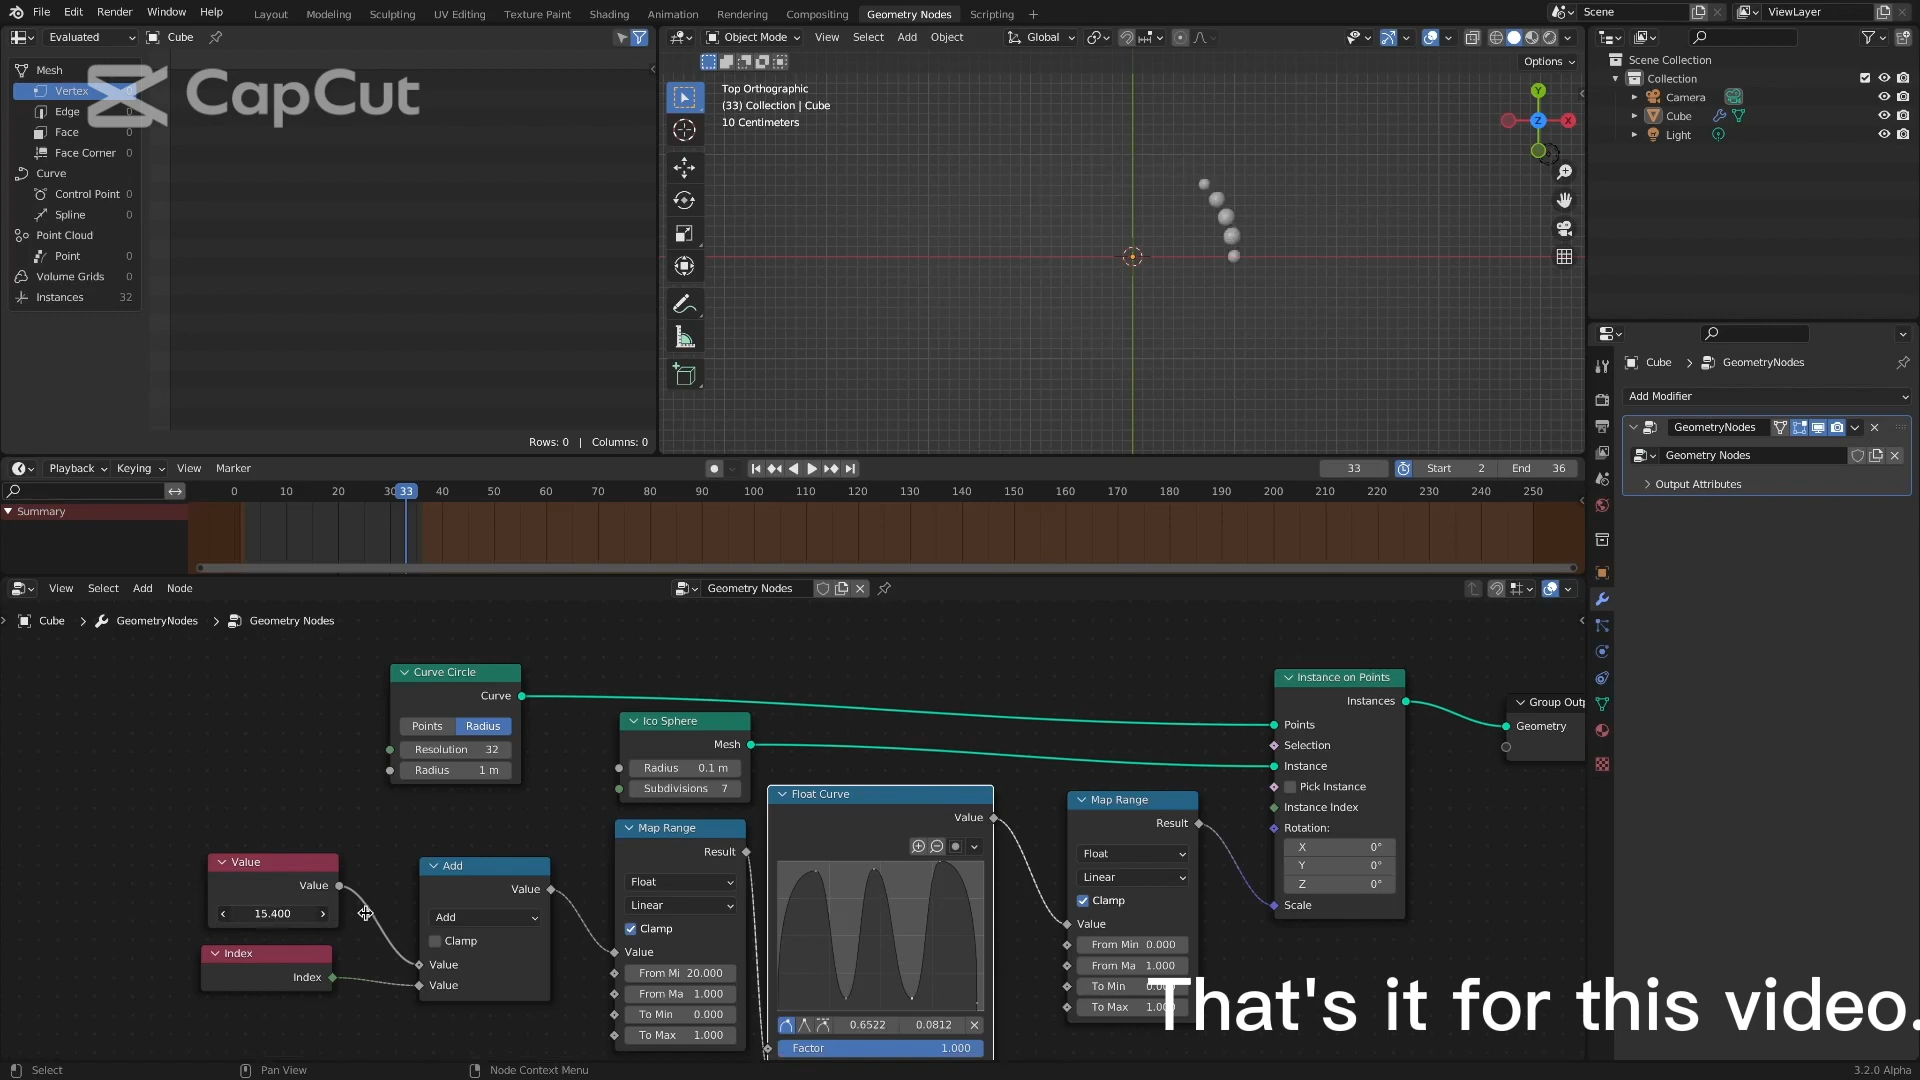 File Edit Render Window Help Layout Modeling Sculpting UV Editing Texture Paint Shading Animation Rendering Compositing Geometry Nodes Scripting + Scene ViewLayer
Evaluated Cube
Object Mode View Select Add Object Global
Options
Mesh
Vertex 0
Edge 0
Face 0
Face Corner 0
Curve
Control Point 0
Spline 0
Point Cloud
Point 0
Volume Grids
Instances 32
CapCut
Rows: 0 | Columns: 0
Top Orthographic
(33) Collection | Cube
10 Centimeters
Y
Z
X
Scene Collection
Collection
Camera
Cube
Light
Cube > GeometryNodes
Add Modifier
GeometryNodes
Geometry Nodes
Output Attributes
Playback Keying View Marker 33 Start 2 End 36
0 10 20 30 33 40 50 60 70 80 90 100 110 120 130 140 150 160 170 180 190 200 210 220 230 240 250
Summary
View Select Add Node Geometry Nodes
Cube > GeometryNodes > Geometry Nodes
Curve Circle
Curve
Points Radius
Resolution 32
Radius 1 m
Ico Sphere
Mesh
Radius 0.1 m
Subdivisions 7
Value
Value
15.400
Index
Index
Add
Value
Add
Clamp
Value
Value
Map Range
Result
Float
Linear
Clamp
Value
From Mi 20.000
From Ma 1.000
To Min 0.000
To Max 1.000
Float Curve
Value
0.6522 0.0812
Factor 1.000
Map Range
Result
Float
Linear
Clamp
Value
From Min 0.000
From Ma 1.000
To Min
To Max
Instance on Points
Instances
Points
Selection
Instance
Pick Instance
Instance Index
Rotation:
X 0°
Y 0°
Z 0°
Scale
Group Outp
Geometry
That's it for this video.
Select Pan View Node Context Menu 3.2.0 Alpha